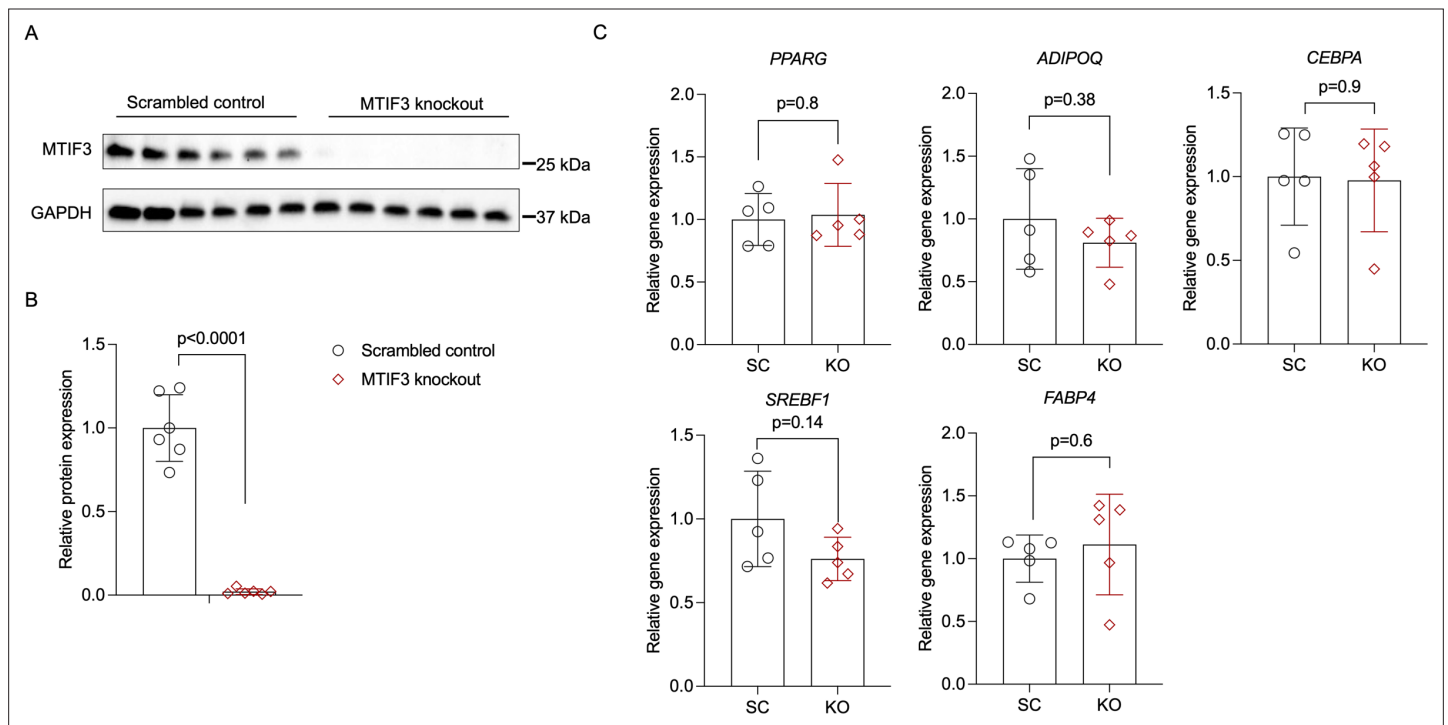 A
Scrambled control MTIF3 knockout
MTIF3
25 kDa
GAPDH
37 kDa
B
Relative protein expression
1.5
1.0
0.5
0.0
p<0.0001
Scrambled control
MTIF3 knockout
C
PPARG
Relative gene expression
2.0
1.5
1.0
0.5
0.0
p=0.8
SC KO
ADIPOQ
Relative gene expression
2.0
1.5
1.0
0.5
0.0
p=0.38
SC KO
CEBPA
Relative gene expression
1.5
1.0
0.5
0.0
p=0.9
SC KO
SREBF1
Relative gene expression
1.5
1.0
0.5
0.0
p=0.14
SC KO
FABP4
Relative gene expression
2.0
1.5
1.0
0.5
0.0
p=0.6
SC KO